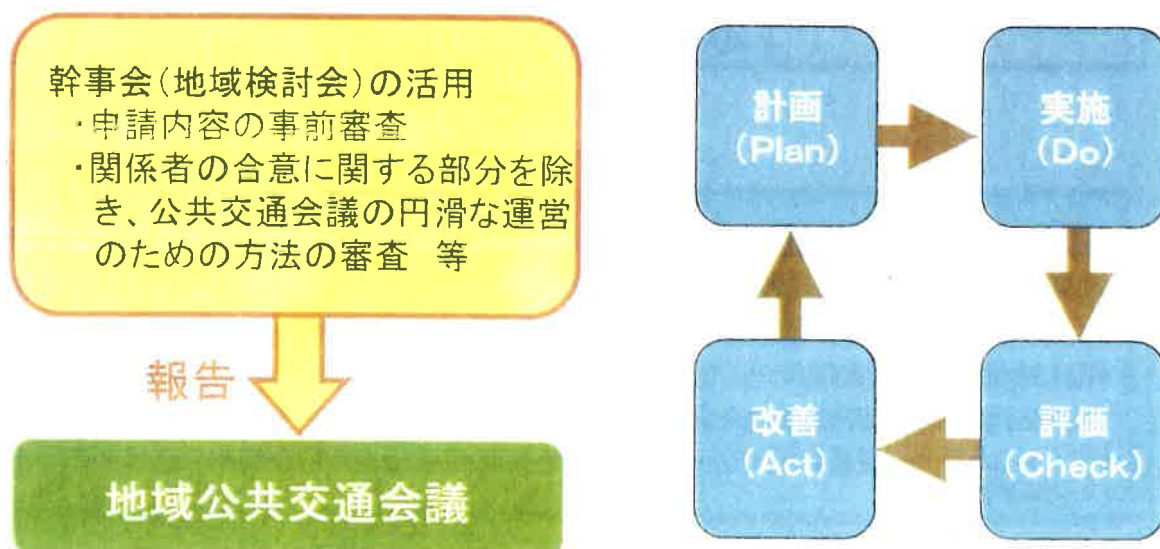 幹事会(地域検討会)の活用
・申請内容の事前審査
・関係者の合意に関する部分を除
き、公共交通会議の円滑な運営
のための方法の審査 等
報告
地域公共交通会議
計画
(Plan)
実施
(Do)
改善
(Act)
評価
(Check)